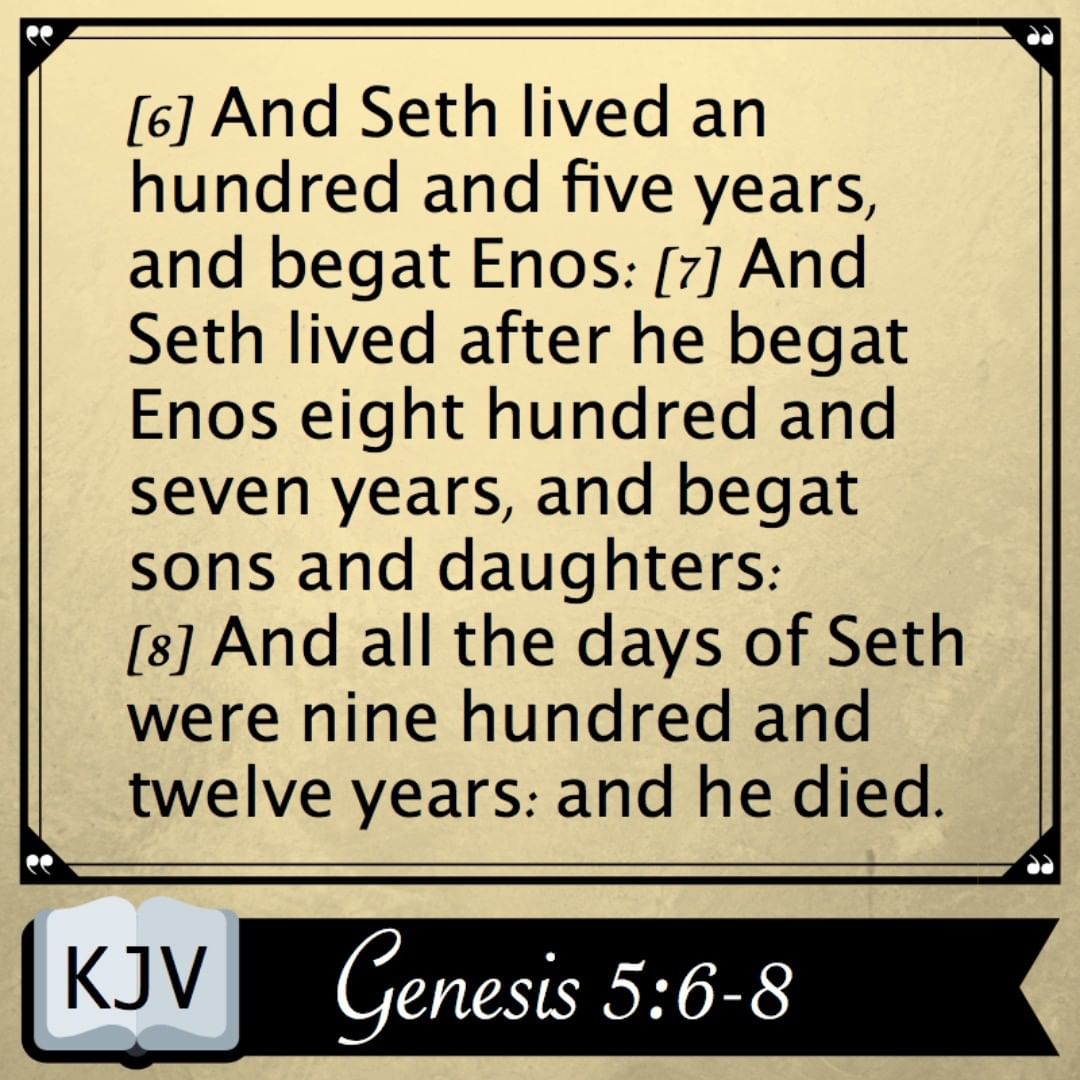 [6] And Seth lived an
hundred and five years,
and begat Enos: [7] And
Seth lived after he begat
Enos eight hundred and
seven years, and begat
sons and daughters:
[8] And all the days of Seth
were nine hundred and
twelve years: and he died.
KJV
Genesis 5:6-8